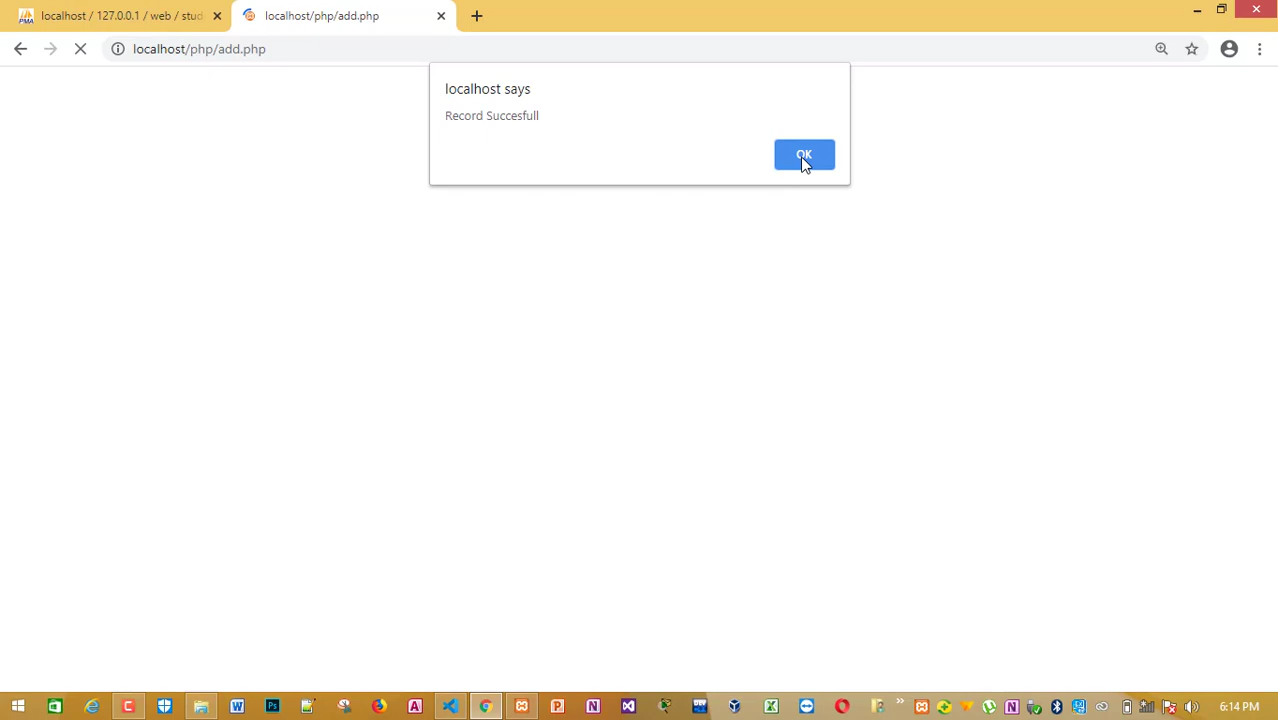 localhost / 127.0.0.1 / web / stud
localhost/php/add.php
localhost/php/add.php
localhost says
Record Succesfull
OK
6:14 PM